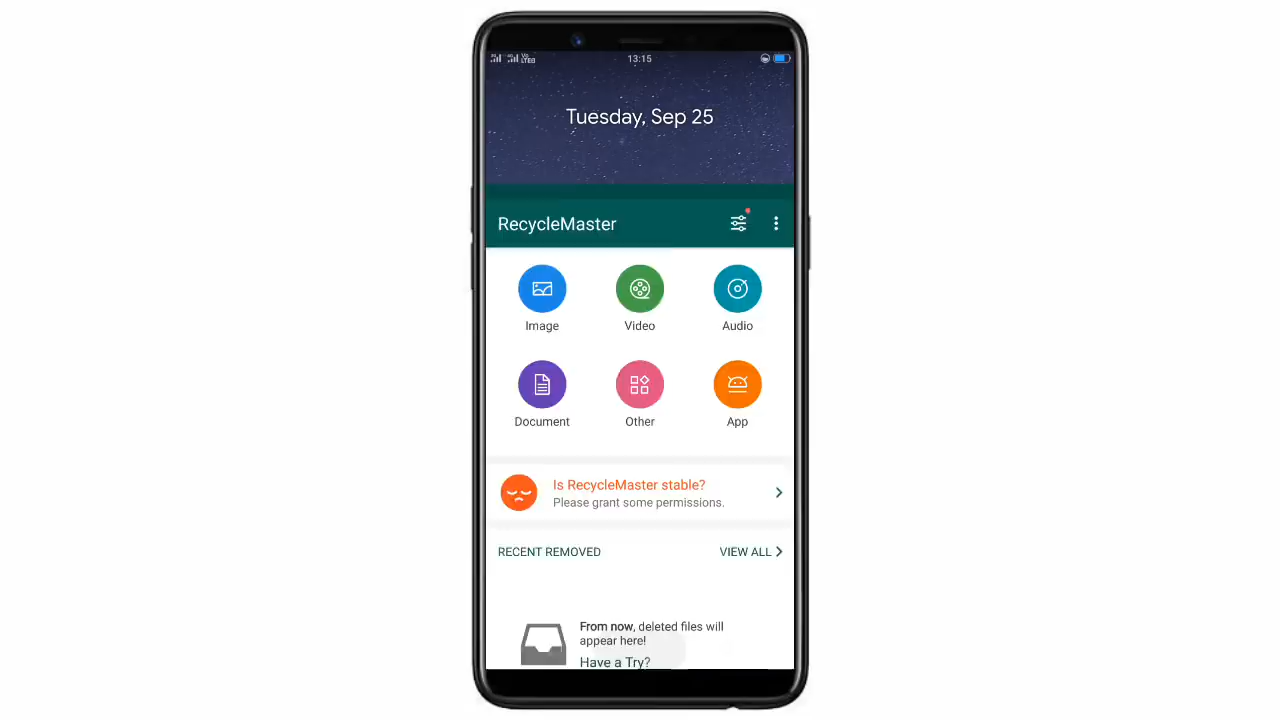 13:15
Tuesday, Sep 25
RecycleMaster
Image
Video
Audio
Document
Other
App
Is RecycleMaster stable?
Please grant some permissions.
RECENT REMOVED
VIEW ALL
From now, deleted files will
appear here!
Have a Try?